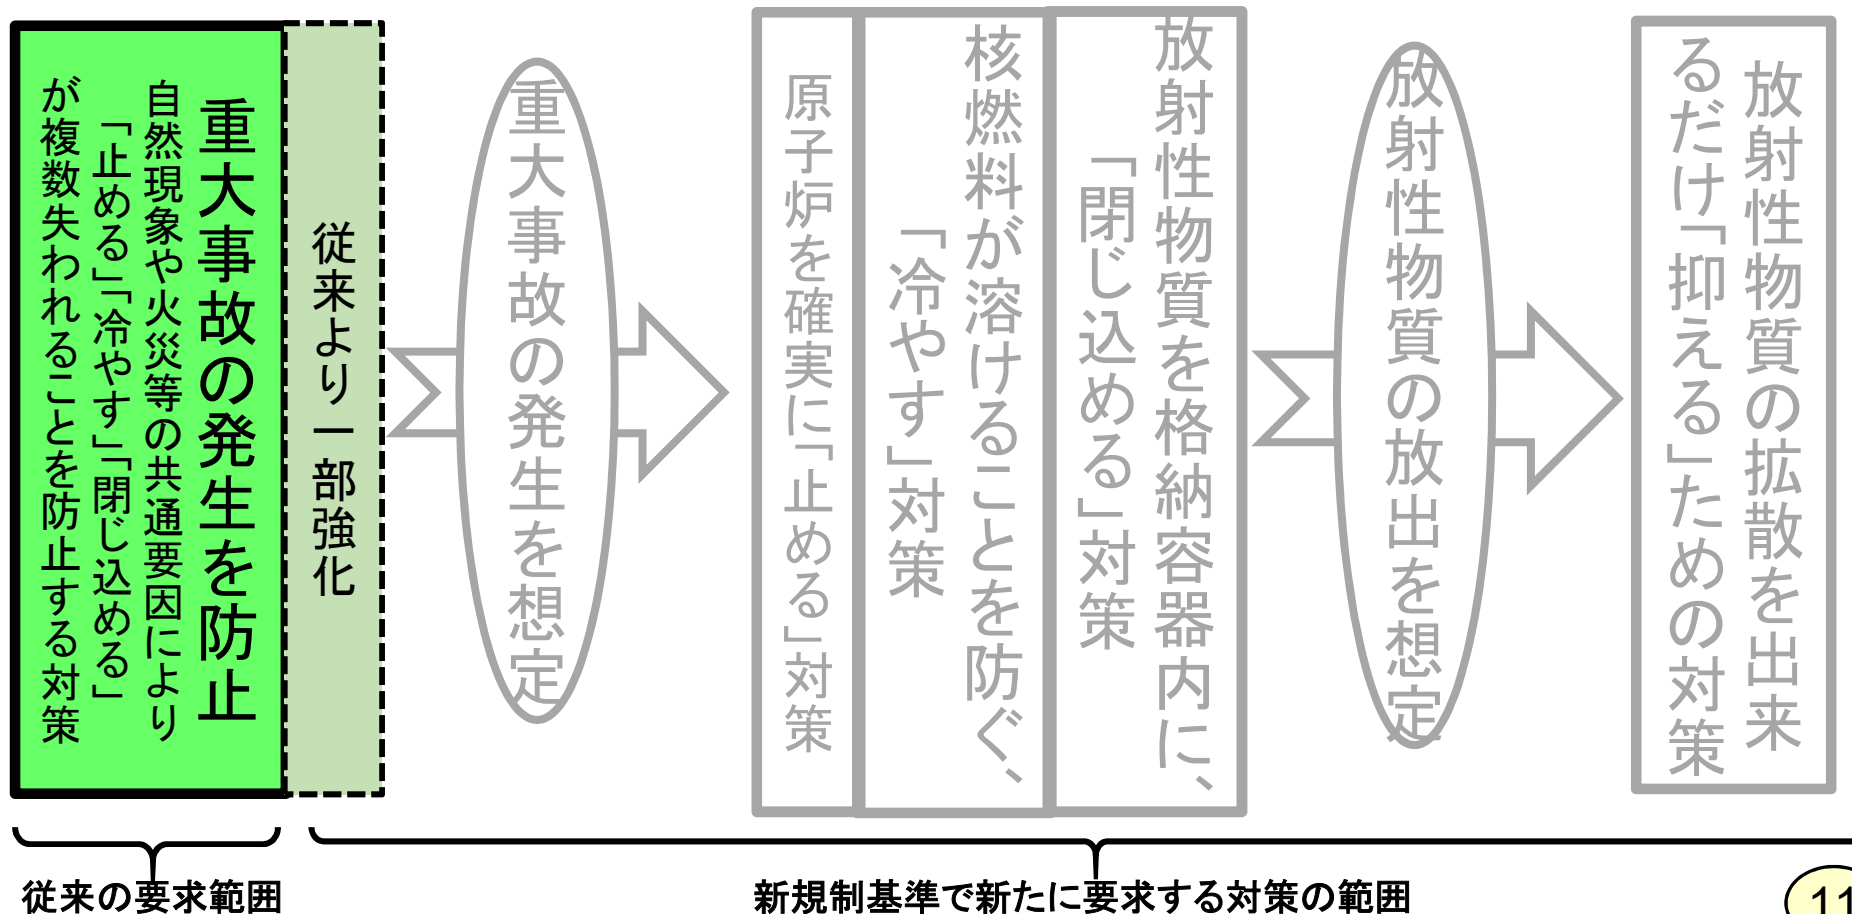 重大事故の発生を防止
自然現象や火災等の共通要因により
「止める」「冷やす」「閉じ込める」
が複数失われることを防止する対策
従来より一部強化
重大事故の発生を想定
原子炉を確実に「止める」対策
核燃料が溶けることを防ぐ、
「冷やす」対策
放射性物質を格納容器内に、
「閉じ込める」対策
放射性物質の放出を想定
放射性物質の拡散を出来
るだけ「抑える」ための対策
従来の要求範囲
新規制基準で新たに要求する対策の範囲
11